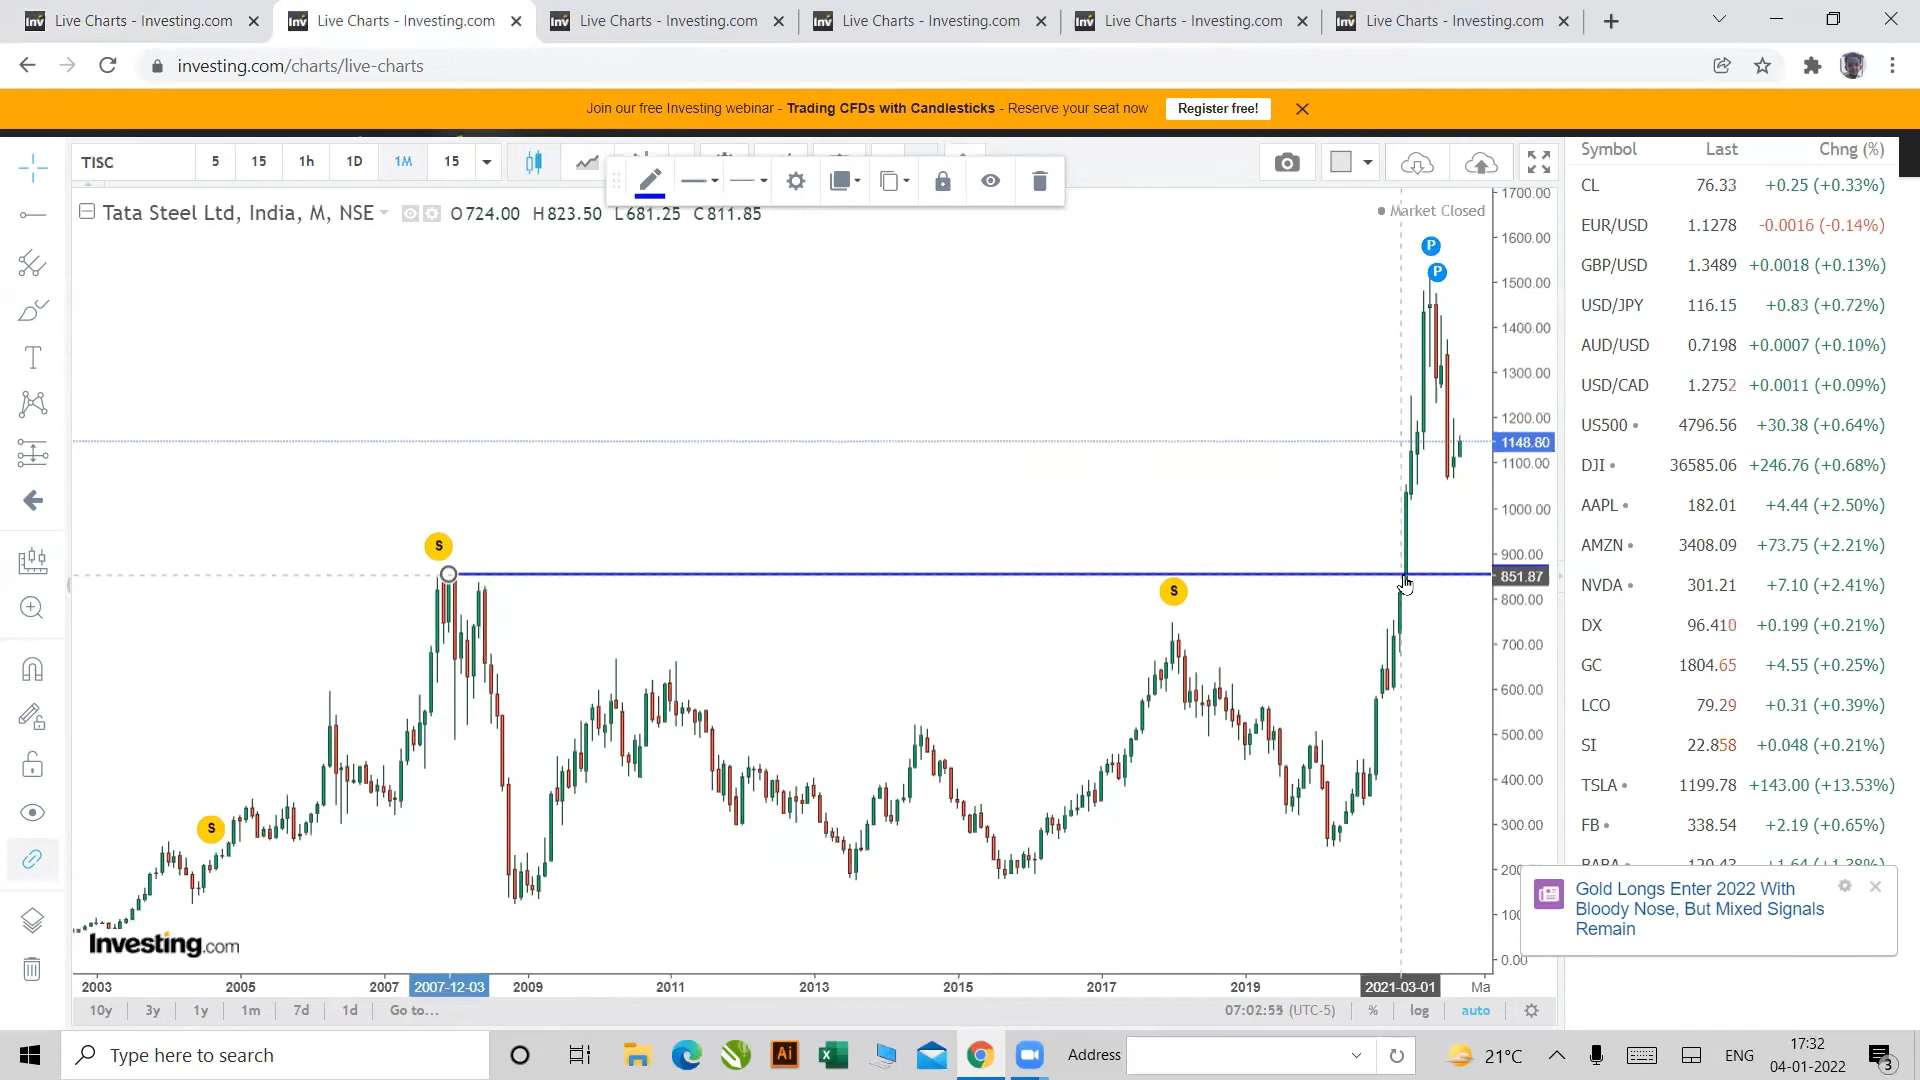 Live Charts - Investing.com
Live Charts - Investing.com
Live Charts - Investing.com
Live Charts - Investing.com
Live Charts - Investing.com
Live Charts - Investing.com
investing.com/charts/live-charts
Join our free Investing webinar - Trading CFDs with Candlesticks - Reserve your seat now Register free!
TISC 5 15 1h 1D 1M 15
Tata Steel Ltd, India, M, NSE O724.00 H823.50 L681.25 C811.85
Market Closed
1700.00
1600.00
1500.00
1400.00
1300.00
1200.00
1148.80
1100.00
1000.00
900.00
851.87
800.00
700.00
600.00
500.00
400.00
300.00
0.00
P
P
S
S
S
Investing.com
2003 2005 2007 2007-12-03 2009 2011 2013 2015 2017 2019 2021-03-01 Ma
10y 3y 1y 1m 7d 1d Go to... (UTC-5) % log auto
Symbol Last Chng (%)
CL 76.33 +0.25 (+0.33%)
EUR/USD 1.1278 -0.0016 (-0.14%)
GBP/USD 1.3489 +0.0018 (+0.13%)
USD/JPY 116.15 +0.83 (+0.72%)
AUD/USD 0.7198 +0.0007 (+0.10%)
USD/CAD 1.2752 +0.0011 (+0.09%)
US500 4796.56 +30.38 (+0.64%)
DJI 36585.06 +246.76 (+0.68%)
AAPL 182.01 +4.44 (+2.50%)
AMZN 3408.09 +73.75 (+2.21%)
NVDA 301.21 +7.10 (+2.41%)
DX 96.410 +0.199 (+0.21%)
GC 1804.65 +4.55 (+0.25%)
LCO 79.29 +0.31 (+0.39%)
SI 22.858 +0.048 (+0.21%)
TSLA 1199.78 +143.00 (+13.53%)
FB 338.54 +2.19 (+0.65%)
Gold Longs Enter 2022 With
Bloody Nose, But Mixed Signals
Remain
Type here to search
Ai
Address
21°C
ENG
17:32
04-01-2022
3